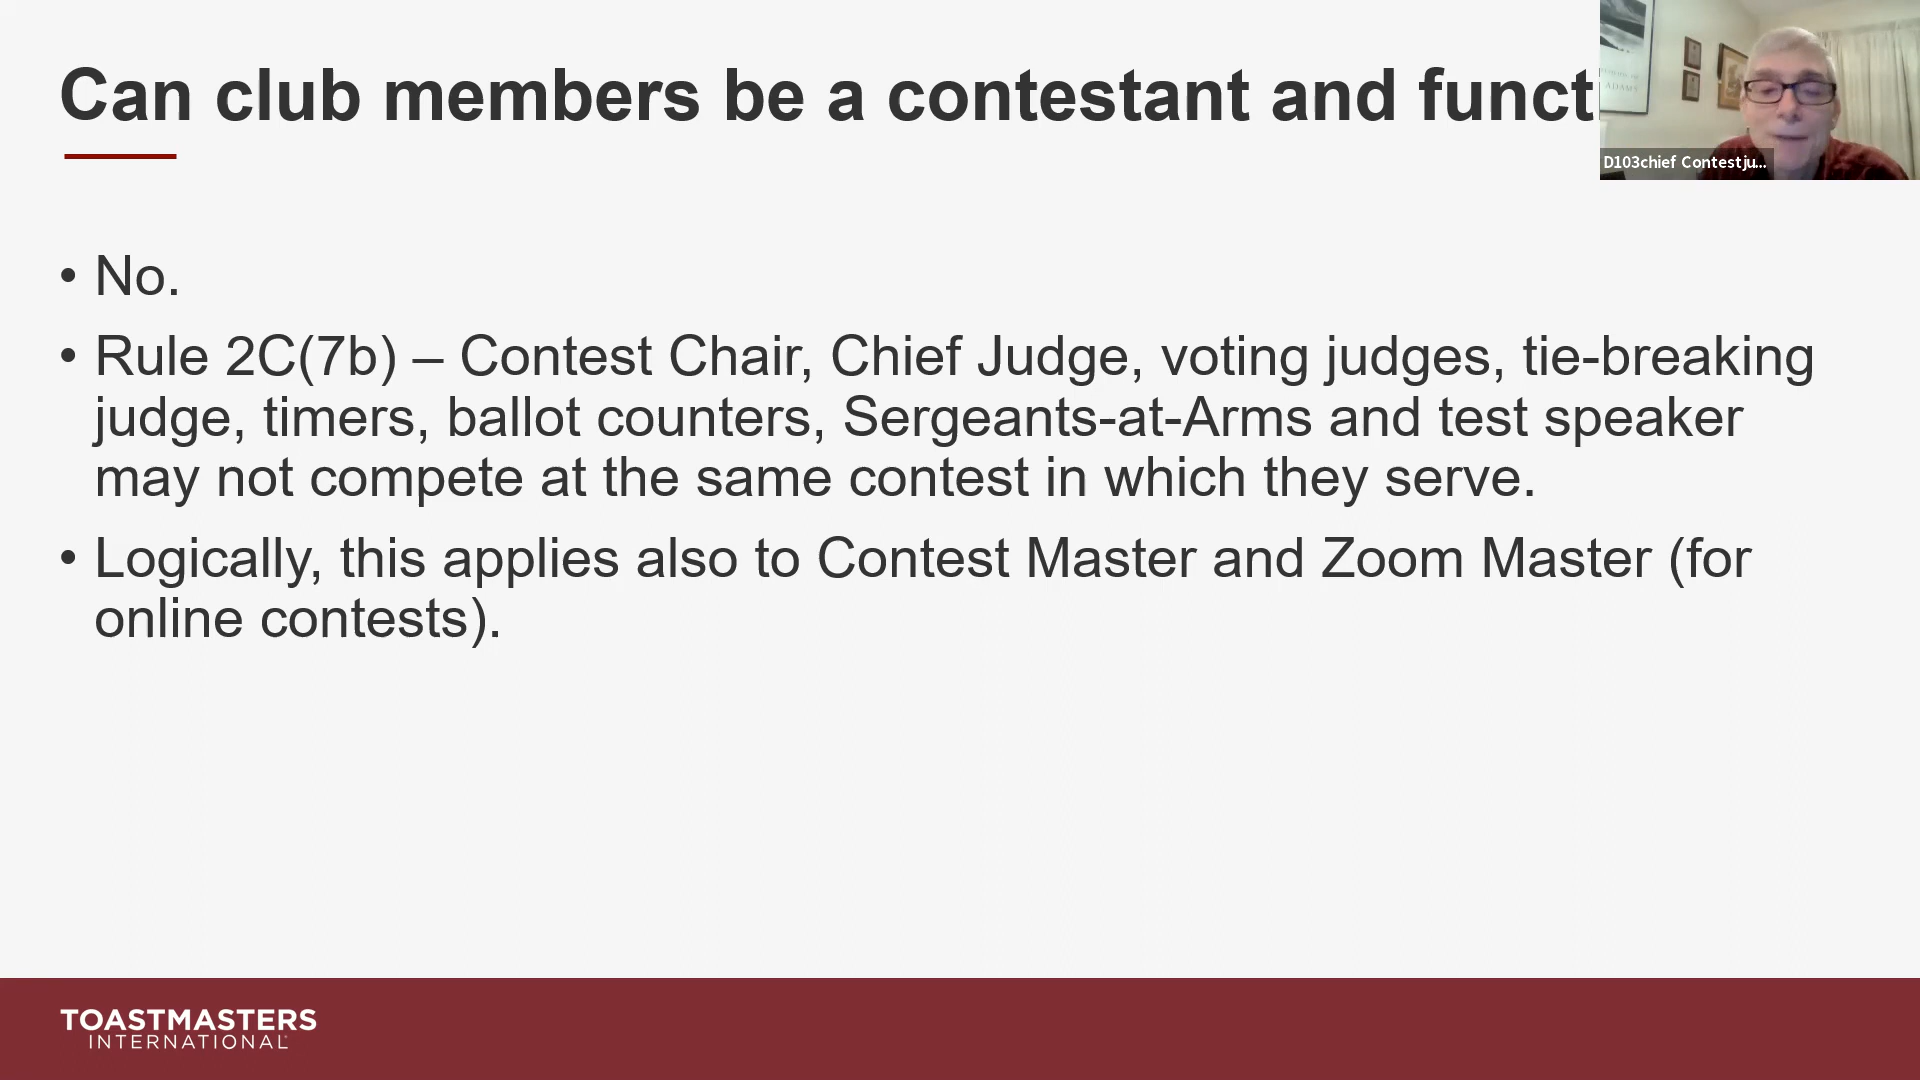 Can club members be a contestant and funct
D103chief Contestju...
• No.
• Rule 2C(7b) – Contest Chair, Chief Judge, voting judges, tie-breaking
judge, timers, ballot counters, Sergeants-at-Arms and test speaker
may not compete at the same contest in which they serve.
• Logically, this applies also to Contest Master and Zoom Master (for
online contests).
TOASTMASTERS
INTERNATIONAL